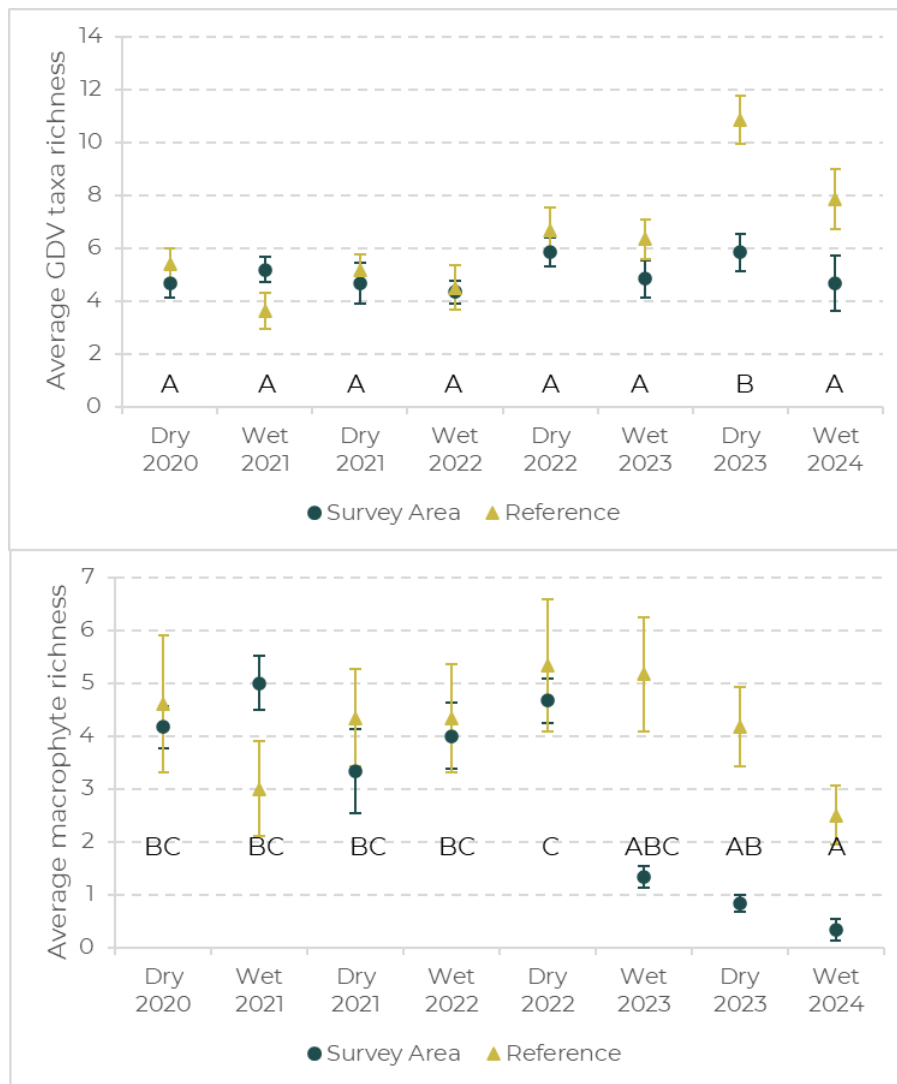 Average GDV taxa richness
14
12
10
8
6
4
2
0
A A A A A A B A
Dry Wet Dry Wet Dry Wet Dry Wet
2020 2021 2021 2022 2022 2023 2023 2024
Survey Area Reference
Average macrophyte richness
7
6
5
4
3
2
1
0
BC BC BC BC C ABC AB A
Dry Wet Dry Wet Dry Wet Dry Wet
2020 2021 2021 2022 2022 2023 2023 2024
Survey Area Reference